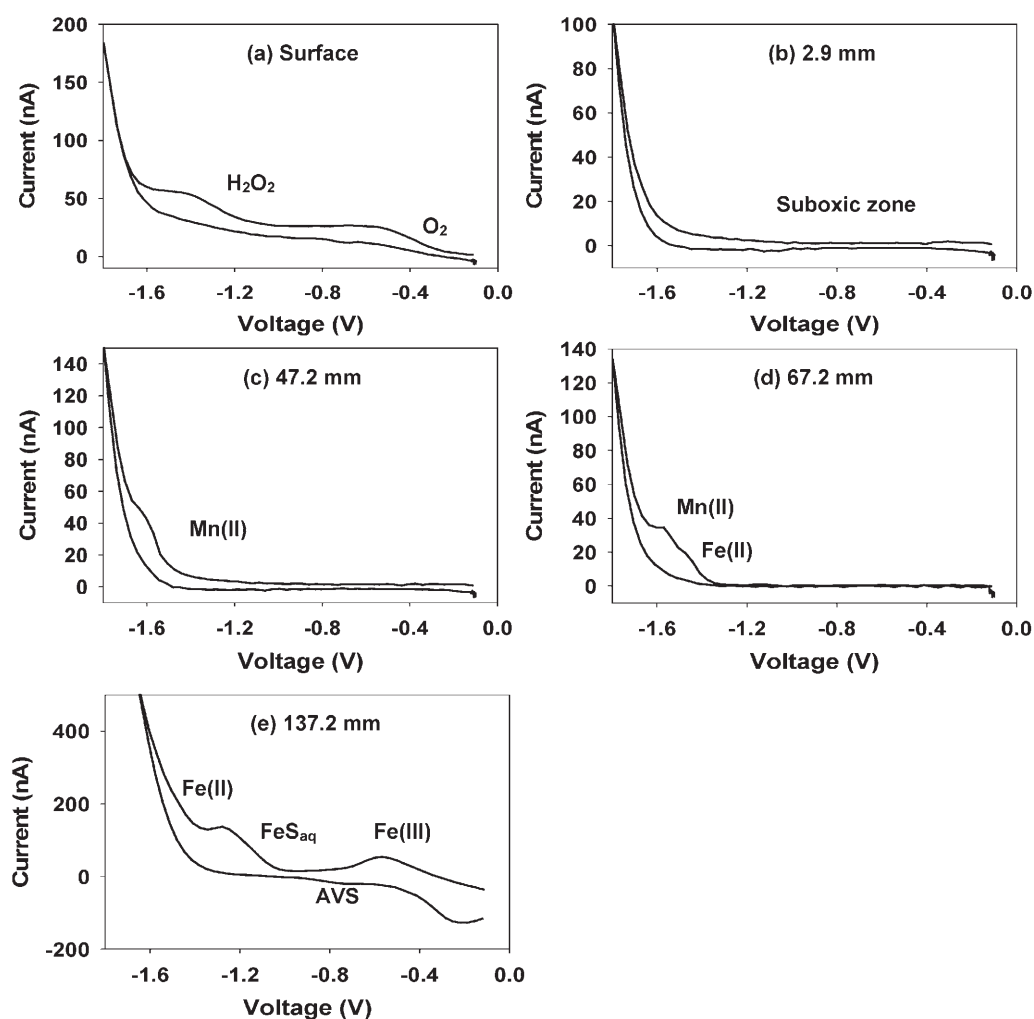 (a) Surface
Current (nA)
200
150
100
50
0
H₂O₂
O₂
-1.6 -1.2 -0.8 -0.4 0.0
Voltage (V)
(b) 2.9 mm
Current (nA)
100
80
60
40
20
0
Suboxic zone
-1.6 -1.2 -0.8 -0.4 0.0
Voltage (V)
(c) 47.2 mm
Current (nA)
140
120
100
80
60
40
20
0
Mn(II)
-1.6 -1.2 -0.8 -0.4 0.0
Voltage (V)
(d) 67.2 mm
Current (nA)
140
120
100
80
60
40
20
0
Mn(II)
Fe(II)
-1.6 -1.2 -0.8 -0.4 0.0
Voltage (V)
(e) 137.2 mm
Current (nA)
400
200
0
-200
Fe(II)
FeSaq
Fe(III)
AVS
-1.6 -1.2 -0.8 -0.4 0.0
Voltage (V)